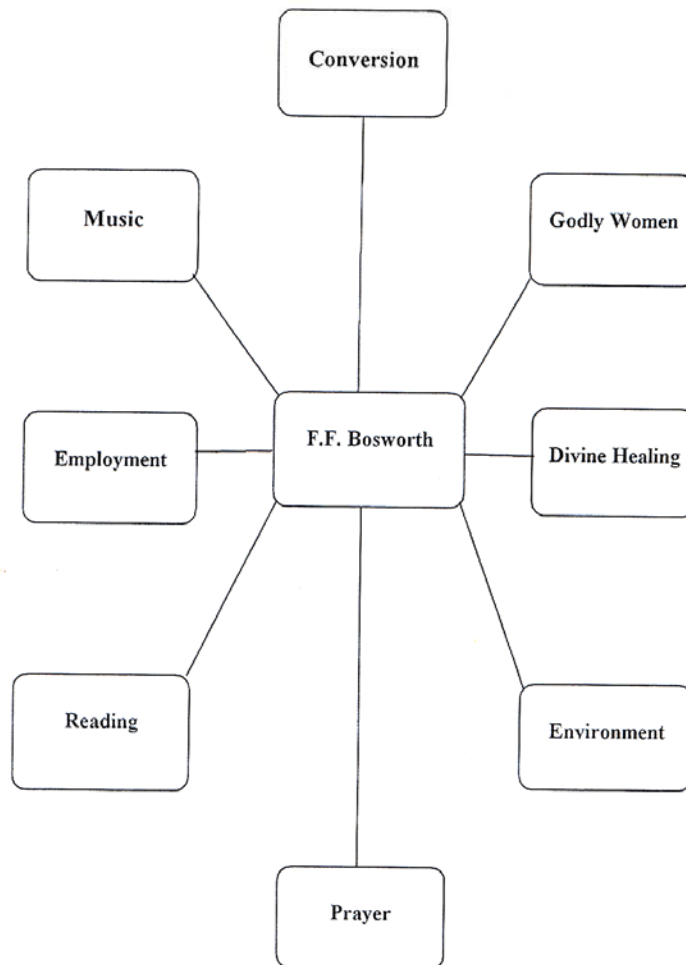 Conversion
Music
Godly Women
F.F. Bosworth
Employment
Divine Healing
Reading
Environment
Prayer